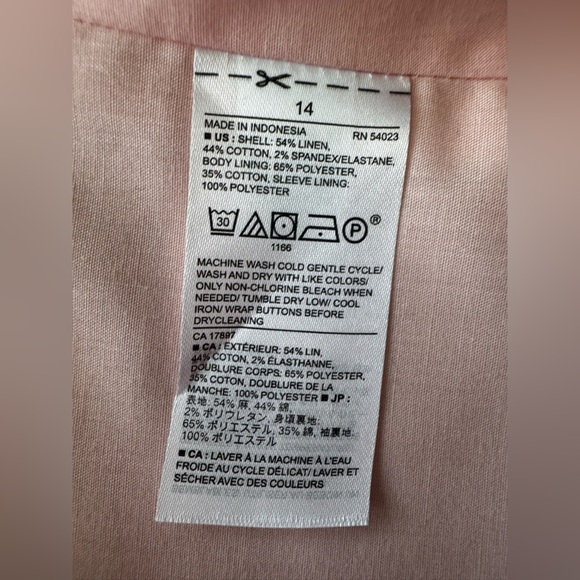 14
MADE IN INDONESIA RN 54023
■ US : SHELL: 54% LINEN,
44% COTTON, 2% SPANDEX/ELASTANE,
BODY LINING: 65% POLYESTER,
35% COTTON, SLEEVE LINING:
100% POLYESTER
30 P ®
1166
MACHINE WASH COLD GENTLE CYCLE/
WASH AND DRY WITH LIKE COLORS/
ONLY NON-CHLORINE BLEACH WHEN
NEEDED/ TUMBLE DRY LOW/ COOL
IRON/ WRAP BUTTONS BEFORE
DRYCLEANING
CA 17897
■ CA : EXTÉRIEUR: 54% LIN,
44% COTON, 2% ÉLASTHANNE,
DOUBLURE CORPS: 65% POLYESTER,
35% COTON, DOUBLURE DE LA
MANCHE: 100% POLYESTER ■ JP :
表地: 54% 麻, 44% 綿,
2% ポリウレタン, 身頃裏地:
65% ポリエステル, 35% 綿, 袖裏地:
100% ポリエステル
■ CA : LAVER À LA MACHINE À L'EAU
FROIDE AU CYCLE DÉLICAT/ LAVER ET
SÉCHER AVEC DES COULEURS